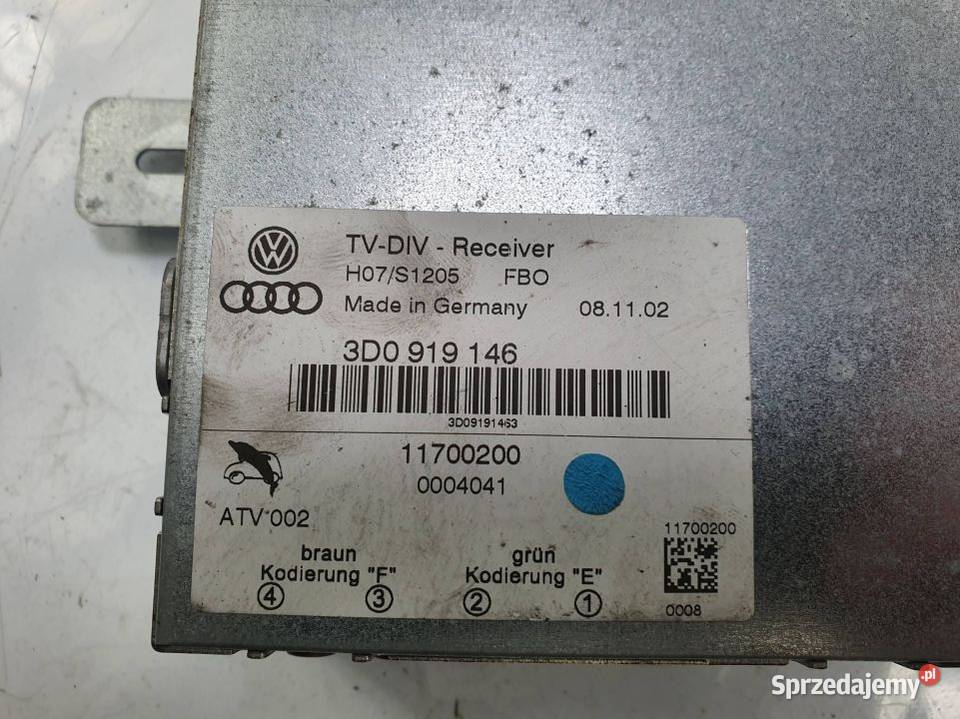 TV-DIV - Receiver
H07/S1205 FBO
Made in Germany 08.11.02
3D0 919 146
3D09191463
11700200
0004041
ATV 002
11700200
braun grün
Kodierung "F" Kodierung "E"
4 3 2 1
0008
Sprzedajemy.pl